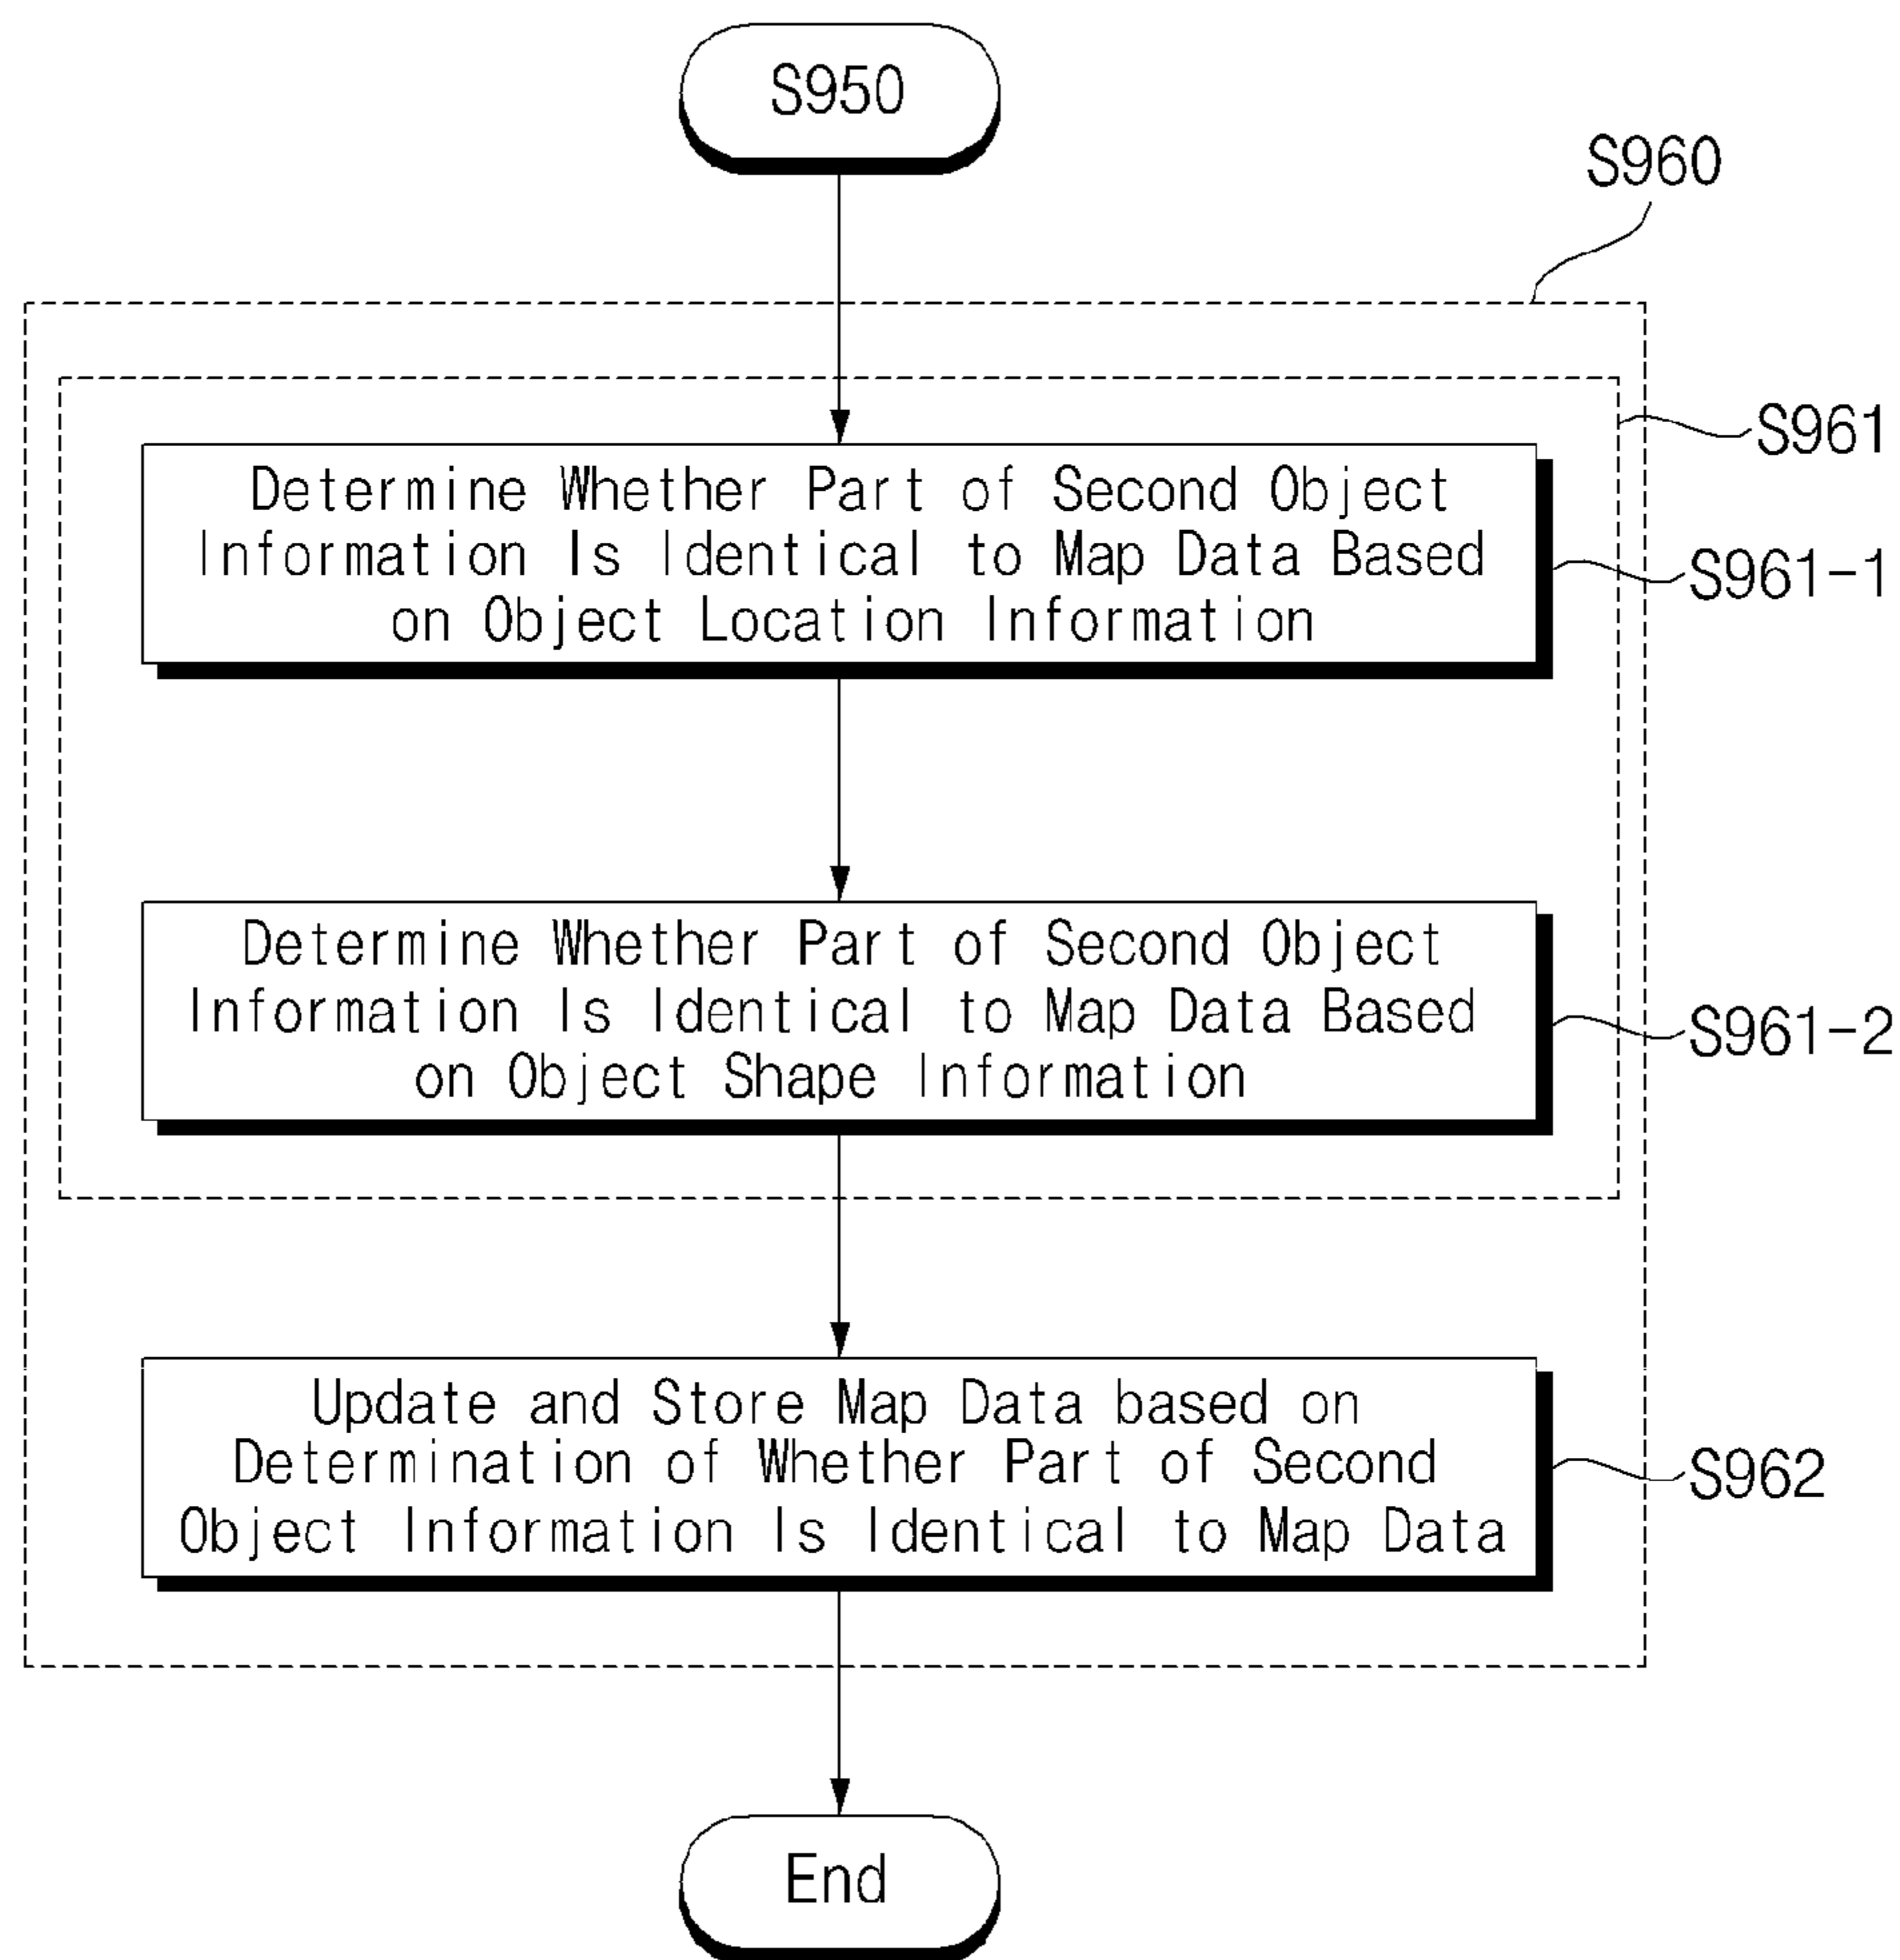 S950
S960
S961
Determine Whether Part of Second Object
Information Is Identical to Map Data Based
on Object Location Information
S961-1
Determine Whether Part of Second Object
Information Is Identical to Map Data Based
on Object Shape Information
S961-2
Update and Store Map Data based on
Determination of Whether Part of Second
Object Information Is Identical to Map Data
S962
End